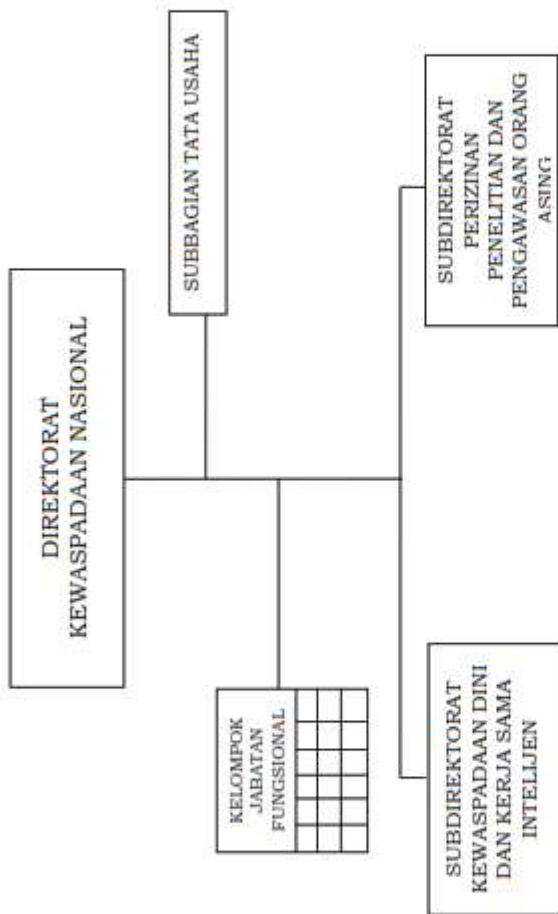 DIREKTORAT
KEWASPADAAN NASIONAL
SUBBAGIAN TATA USAHA
KELOMPOK
JABATAN
FUNGSIONAL
SUBDIREKTORAT
KEWASPADAAN DINI
DAN KERJA SAMA
INTELIJEN
SUBDIREKTORAT
PERIZINAN
PENELITIAN DAN
PENGAWASAN ORANG
ASING